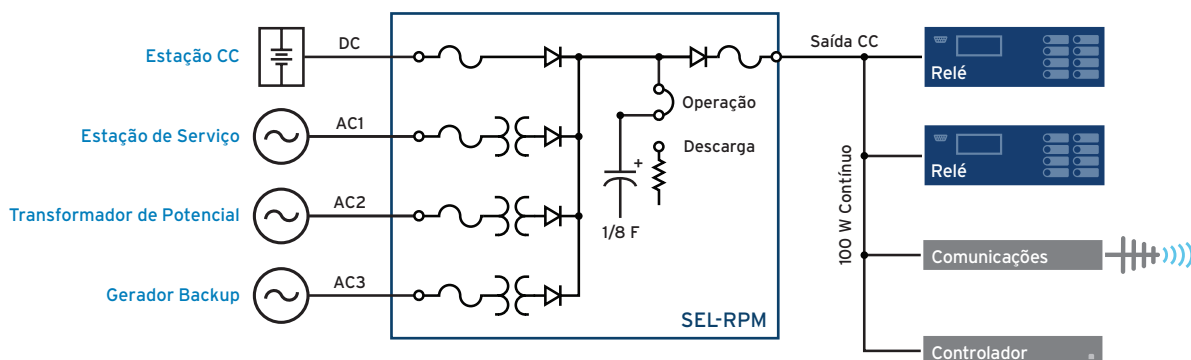 Estação CC
DC
Saída CC
Relé
Operação
Estação de Serviço
AC1
Descarga
+
Relé
Transformador de Potencial
AC2
1/8 F
100 W Contínuo
Comunicações
Gerador Backup
AC3
SEL-RPM
Controlador